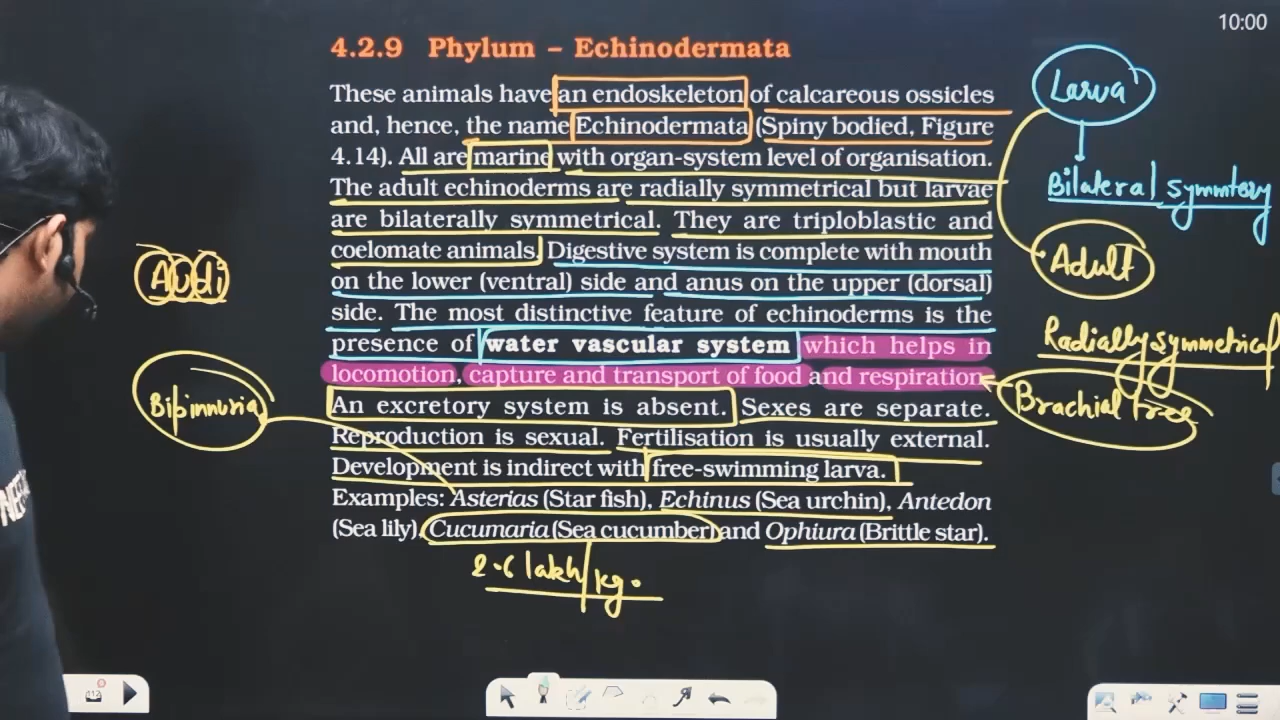 10:00
4.2.9 Phylum – Echinodermata
These animals have an endoskeleton of calcareous ossicles
and, hence, the name Echinodermata (Spiny bodied, Figure
4.14). All are marine with organ-system level of organisation.
The adult echinoderms are radially symmetrical but larvae
are bilaterally symmetrical. They are triploblastic and
coelomate animals. Digestive system is complete with mouth
on the lower (ventral) side and anus on the upper (dorsal)
side. The most distinctive feature of echinoderms is the
presence of water vascular system which helps in
locomotion, capture and transport of food and respiration.
An excretory system is absent. Sexes are separate.
Reproduction is sexual. Fertilisation is usually external.
Development is indirect with free-swimming larva.
Examples: Asterias (Star fish), Echinus (Sea urchin), Antedon
(Sea lily), Cucumaria (Sea cucumber) and Ophiura (Brittle star).
2.6 lakh/kg.
Audi
Bipinnuria
Larva
Bilateral symmtory
Adult
Radially symmetrical
Brachial tree